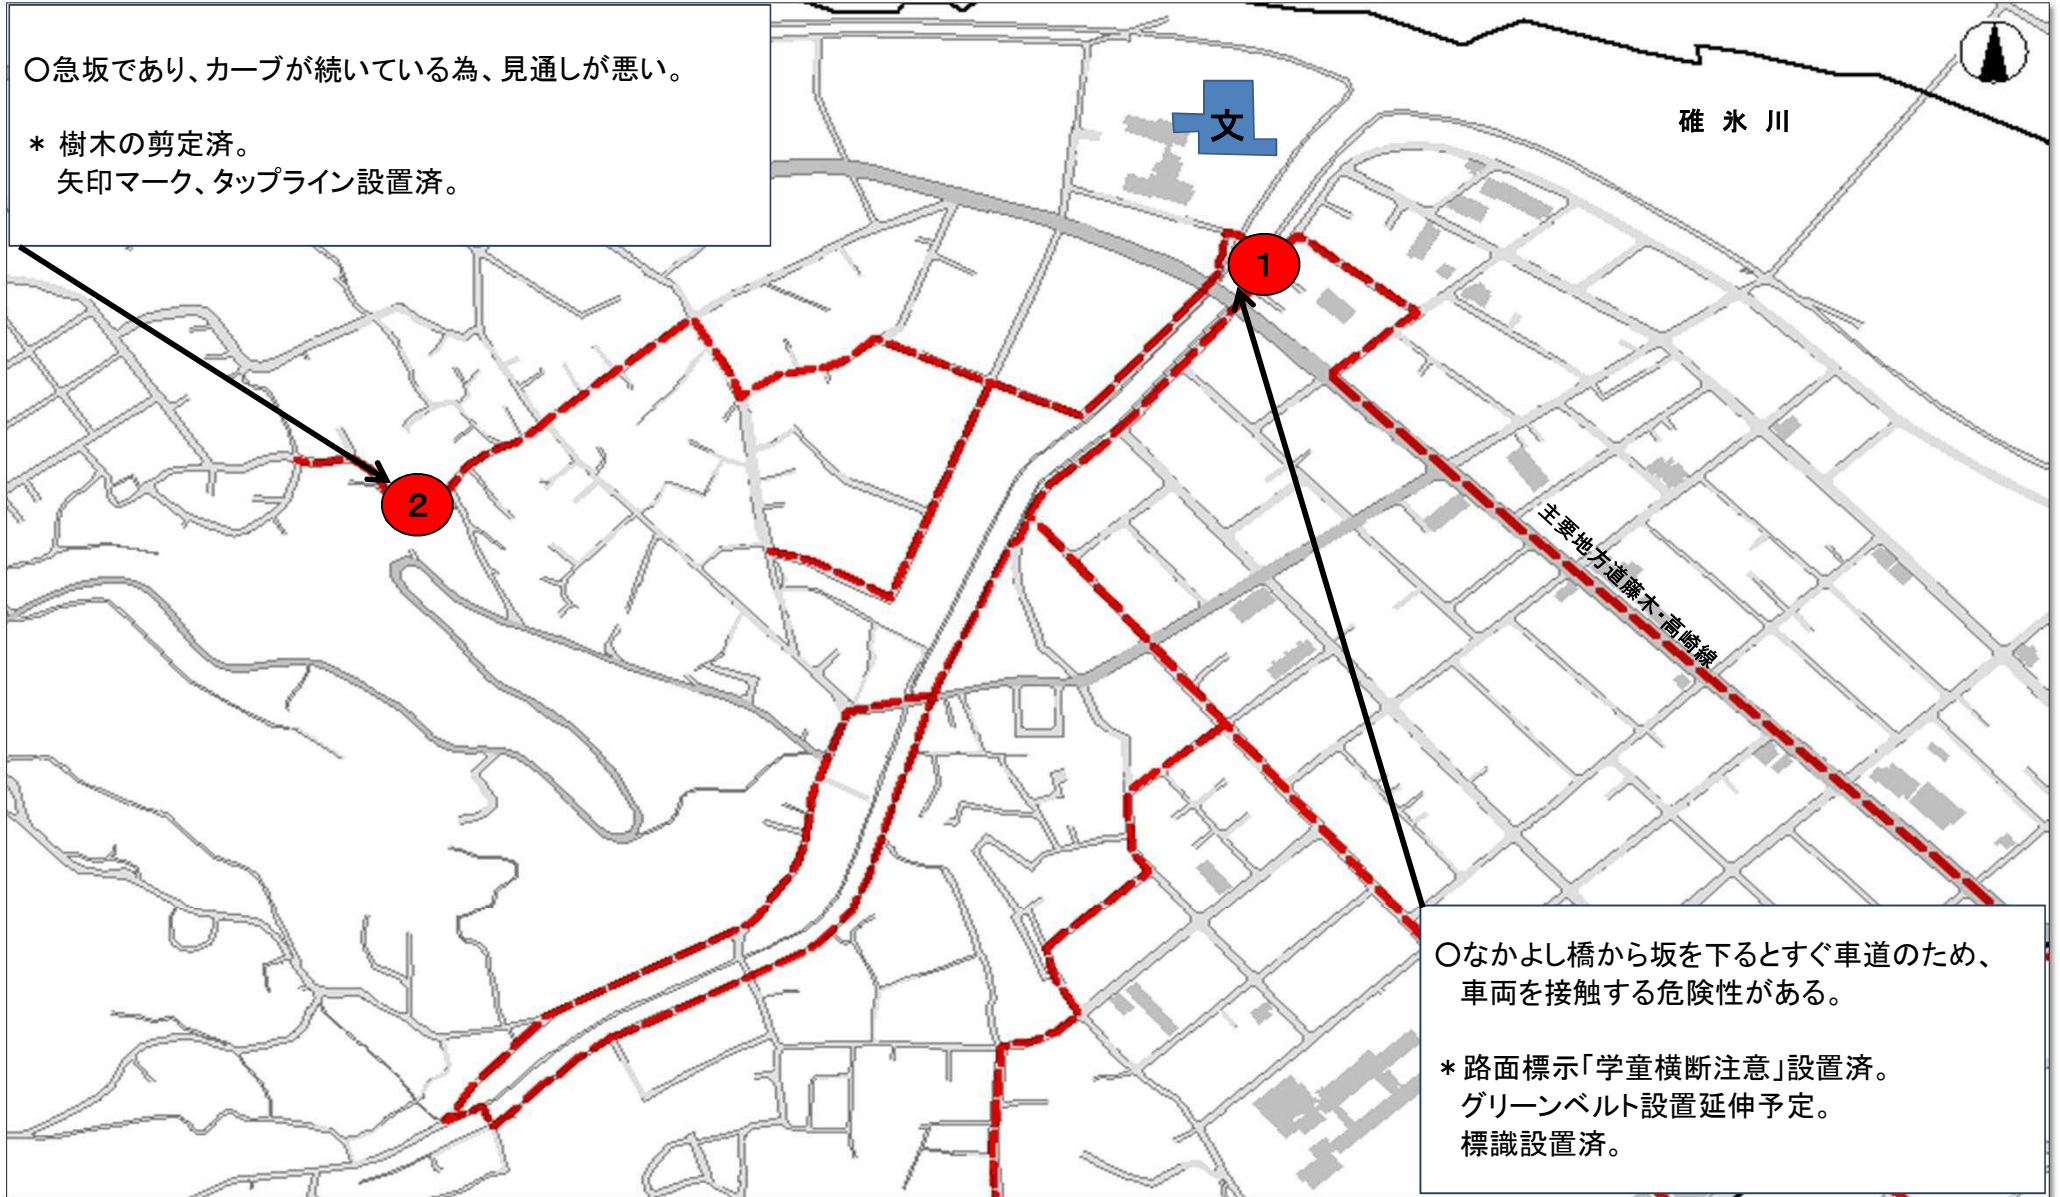 ○急坂であり、カーブが続いている為、見通しが悪い。
* 樹木の剪定済。
矢印マーク、タップライン設置済。
文
碓氷川
1
2
主要地方道藤木・高崎線
○なかよし橋から坂を下るとすぐ車道のため、
車両を接触する危険性がある。
*路面標示「学童横断注意」設置済。
グリーンベルト設置延伸予定。
標識設置済。